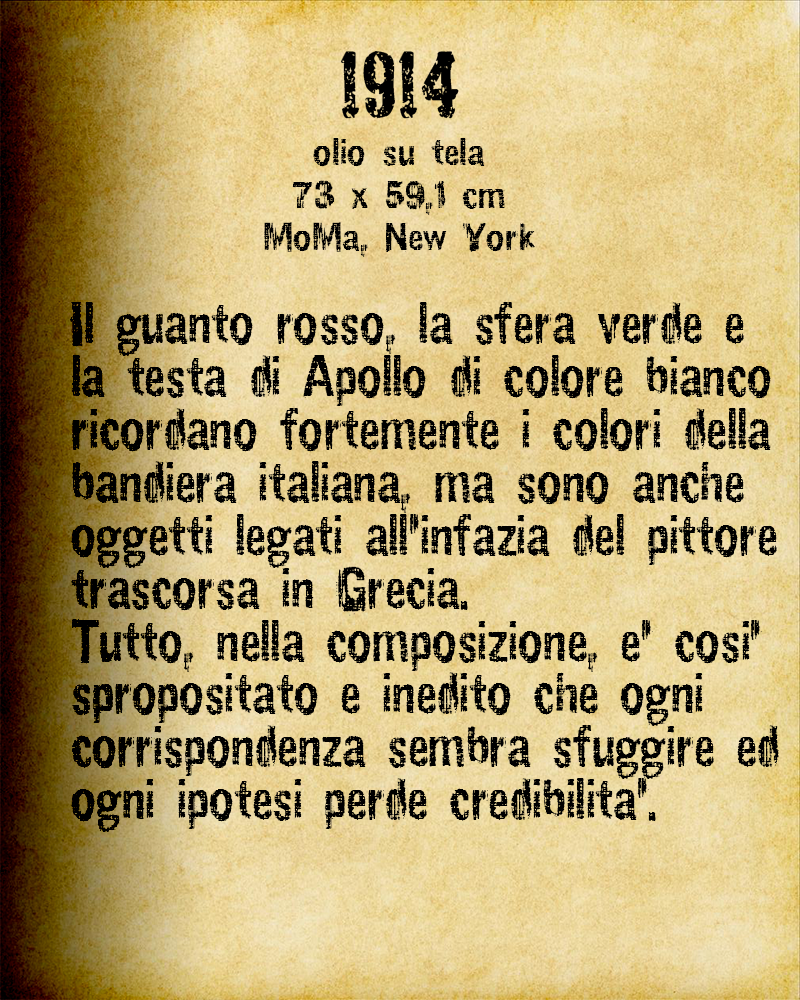 1914
olio su tela
73 x 59,1 cm
MoMa, New York
Il guanto rosso, la sfera verde e
la testa di Apollo di colore bianco
ricordano fortemente i colori della
bandiera italiana, ma sono anche
oggetti legati all'infazia del pittore
trascorsa in Grecia.
Tutto, nella composizione, e' cosi'
spropositato e inedito che ogni
corrispondenza sembra sfuggire ed
ogni ipotesi perde credibilita'.